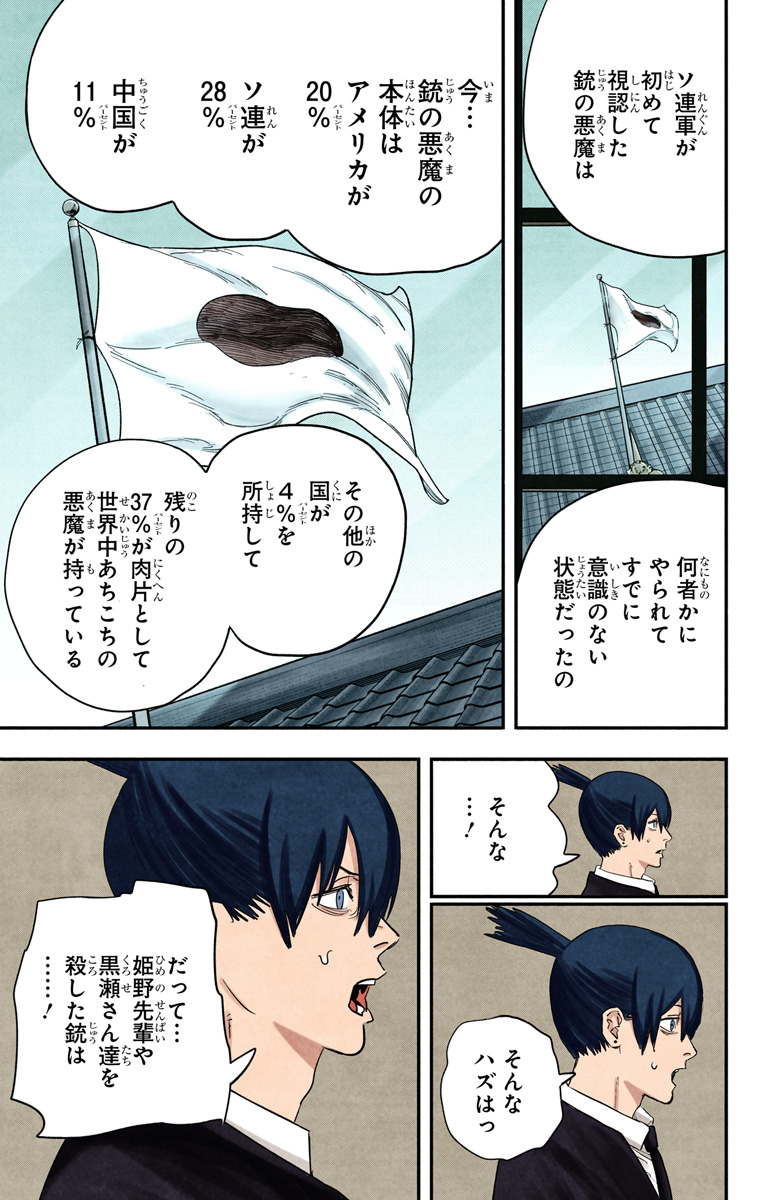 ソ連軍が
初めて
視認した
銃の悪魔は
何者かに
やられて
すでに
意識のない
状態だったの
今…
銃の悪魔の
本体は
アメリカが
20％
ソ連が
28％
中国が
11％
その他の
国が
4％を
所持して
残りの
37％が肉片として
世界中あちこちの
悪魔が持っている
そんな
…！
そんな
ハズはっ
だって…
姫野先輩や
黒瀬さん達を
殺した銃は
……！